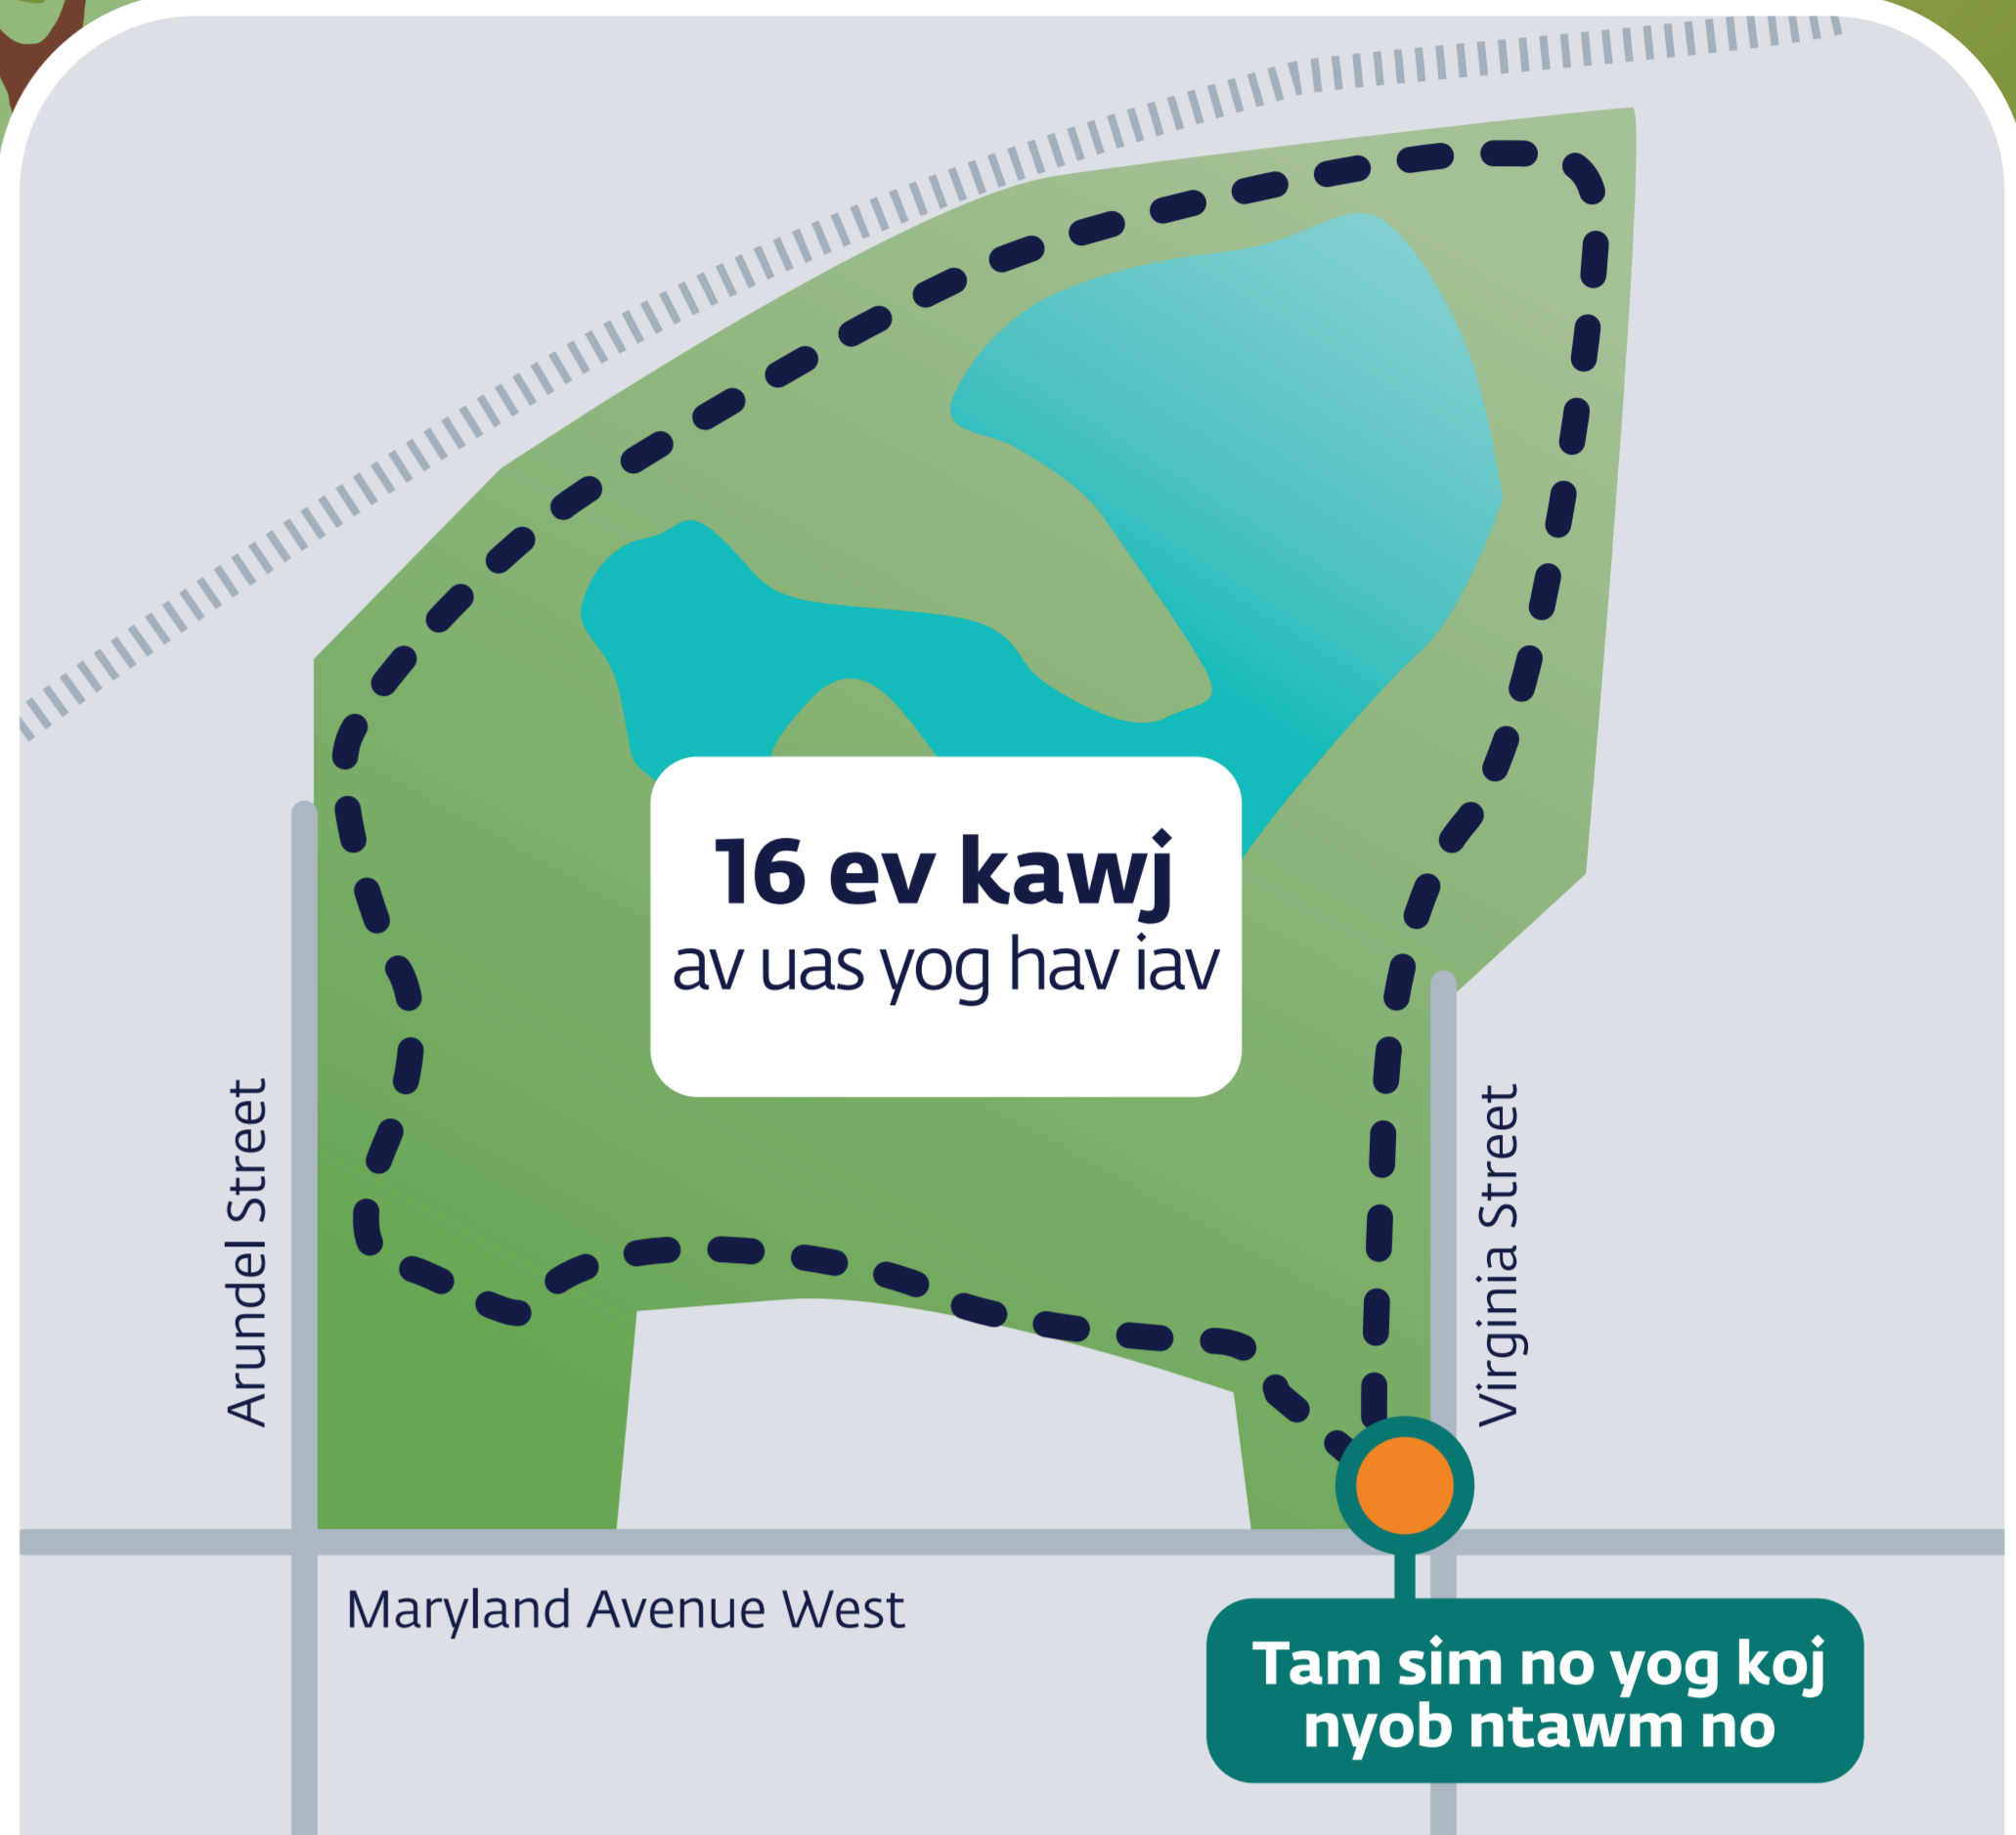 16 ev kawj
av uas yog hav iav
Arundel Street
Virginia Street
Maryland Avenue West
Tam sim no yog koj
nyob ntawm no